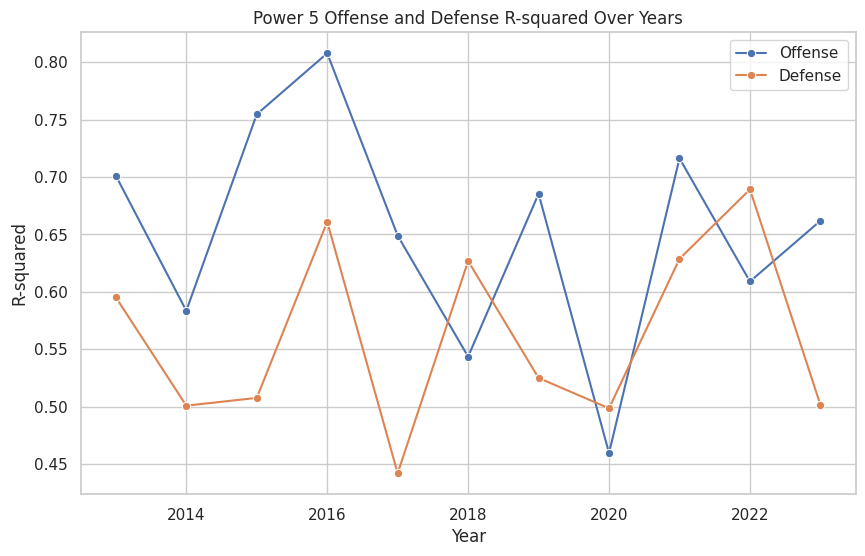 Power 5 Offense and Defense R-squared Over Years
Offense
Defense
R-squared
0.80
0.75
0.70
0.65
0.60
0.55
0.50
0.45
2014
2016
2018
2020
2022
Year